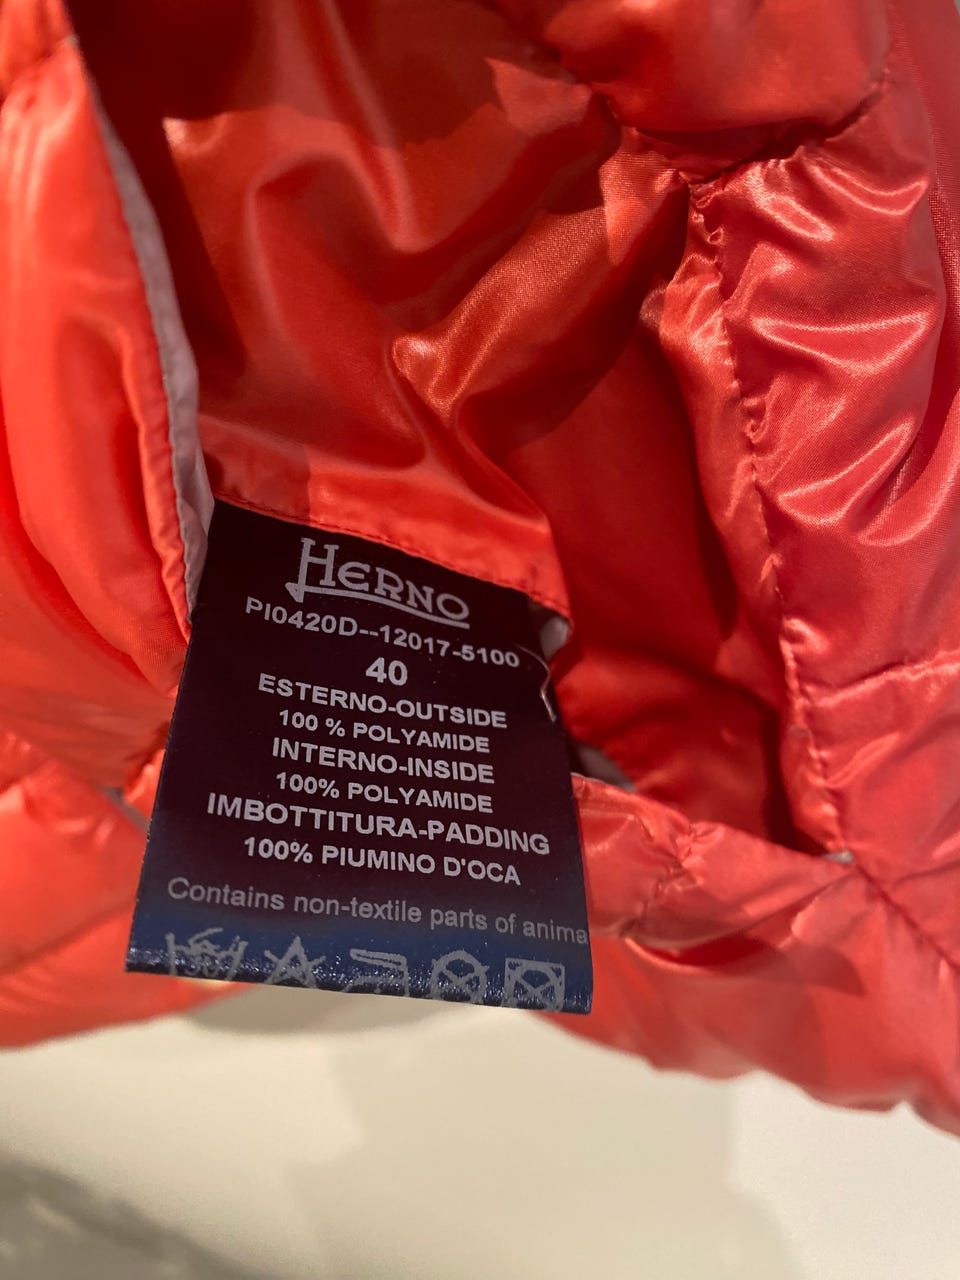 HERNO
PI0420D--12017-5100
40
ESTERNO-OUTSIDE
100 % POLYAMIDE
INTERNO-INSIDE
100% POLYAMIDE
IMBOTTITURA-PADDING
100% PIUMINO D'OCA
Contains non-textile parts of anima